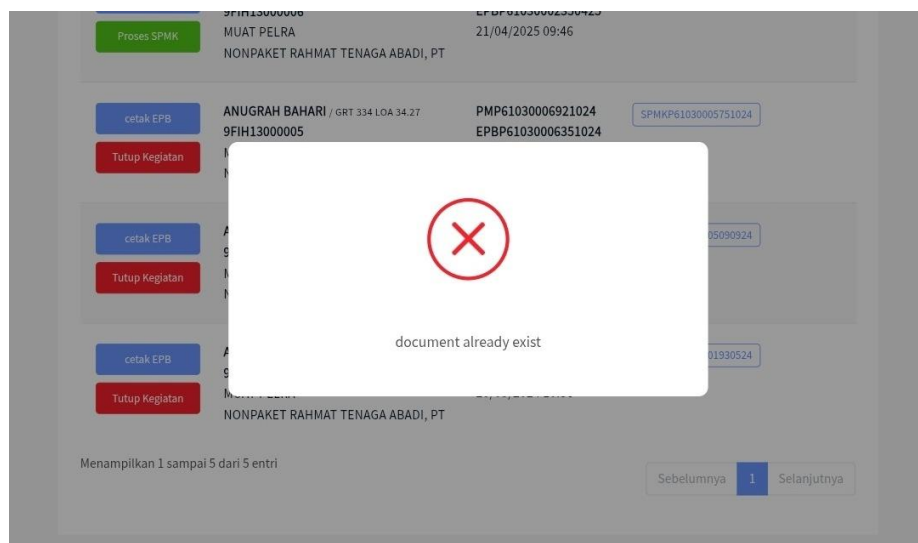 Proses SPMK
MUAT PELRA
21/04/2025 09:46
NONPAKET RAHMAT TENAGA ABADI, PT
cetak EPB
ANUGRAH BAHARI / GRT 334 LOA 34.27
PMP61030006921024
SPMKP61030005751024
9FIH13000005
EPBP61030006351024
Tutup Kegiatan
cetak EPB
05090924
Tutup Kegiatan
document already exist
cetak EPB
01930524
Tutup Kegiatan
NONPAKET RAHMAT TENAGA ABADI, PT
Menampilkan 1 sampai 5 dari 5 entri
Sebelumnya 1 Selanjutnya